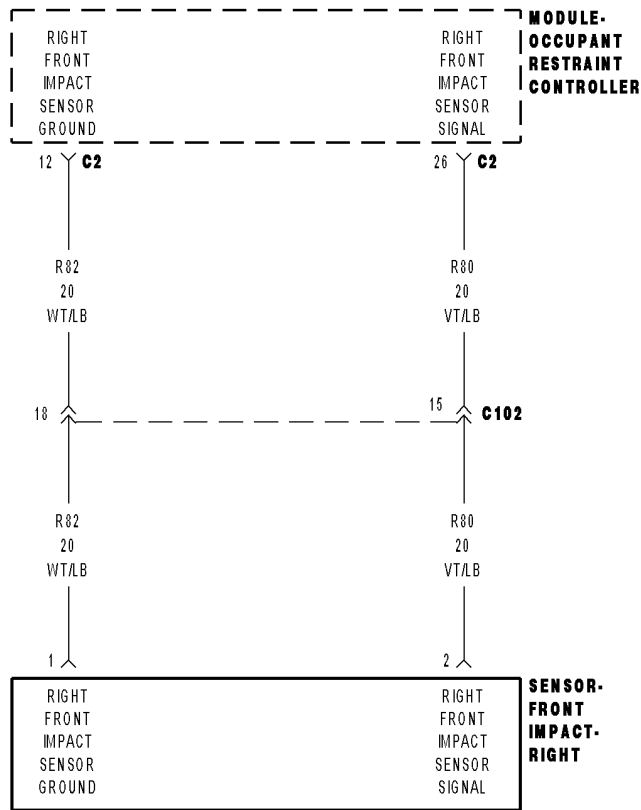 MODULE-
OCCUPANT
RESTRAINT
CONTROLLER
RIGHT
FRONT
IMPACT
SENSOR
GROUND
RIGHT
FRONT
IMPACT
SENSOR
SIGNAL
12 C2
26 C2
R82
20
WT/LB
R80
20
VT/LB
18
15
C102
R82
20
WT/LB
R80
20
VT/LB
1
2
RIGHT
FRONT
IMPACT
SENSOR
GROUND
RIGHT
FRONT
IMPACT
SENSOR
SIGNAL
SENSOR-
FRONT
IMPACT-
RIGHT